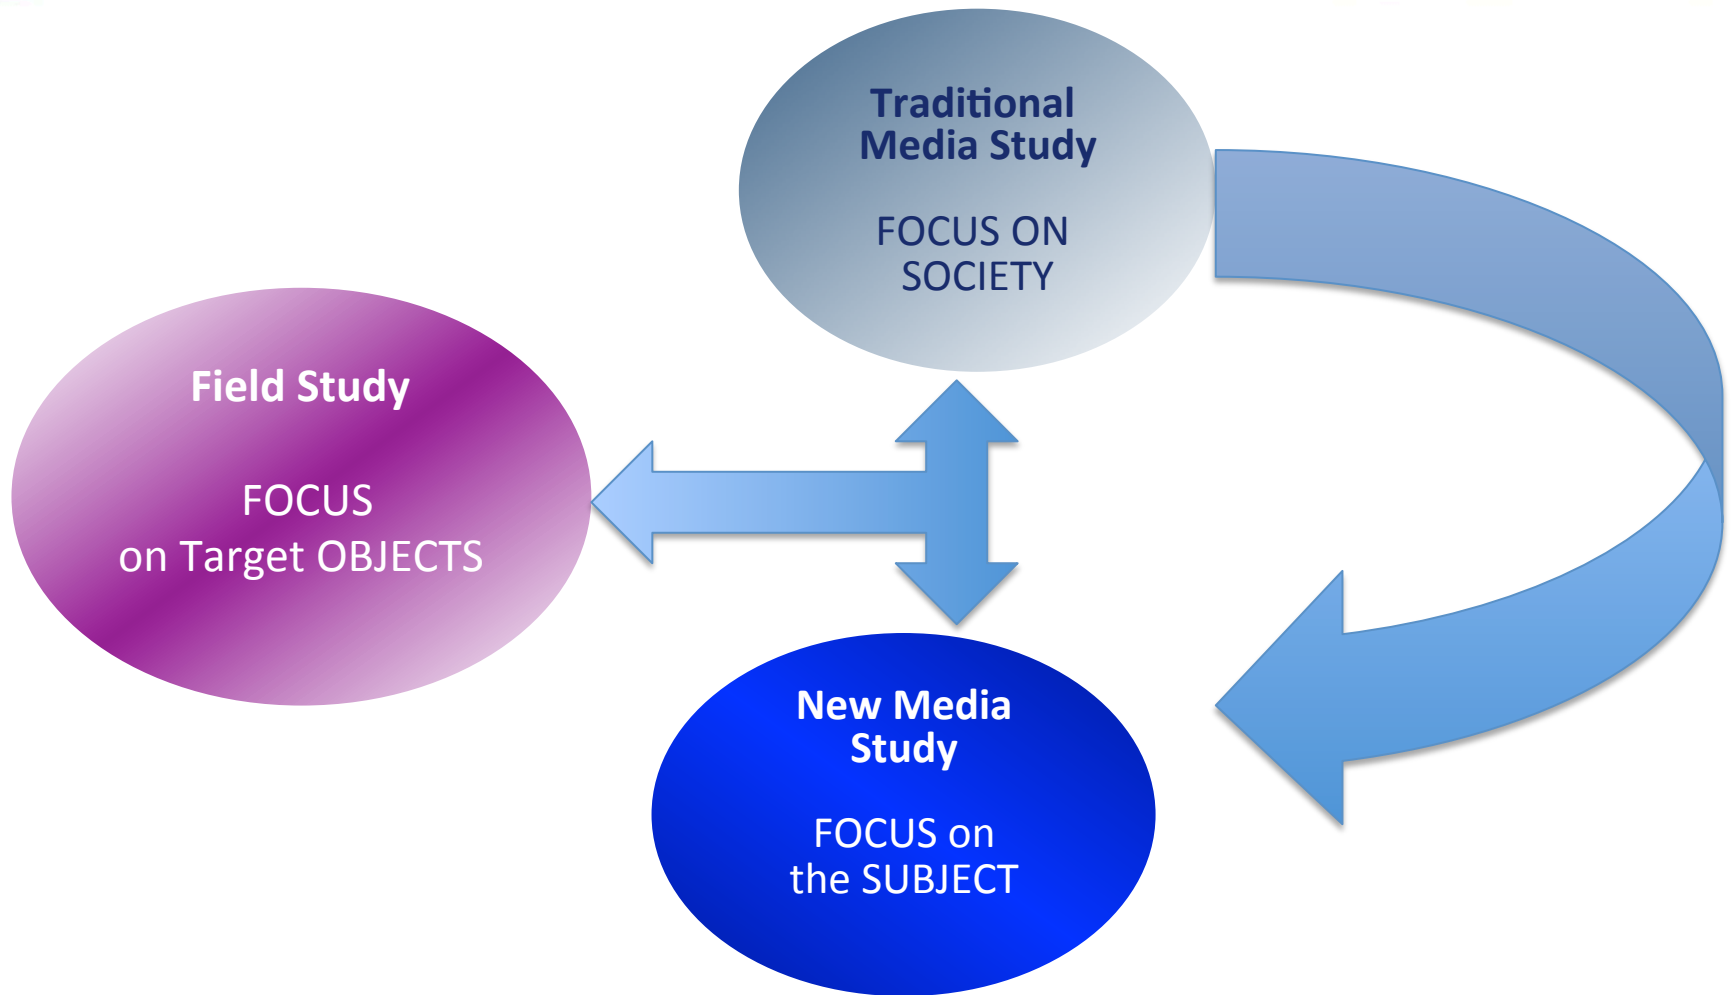 Traditional
Media Study
FOCUS ON
SOCIETY
Field Study
FOCUS
on Target OBJECTS
New Media
Study
FOCUS on
the SUBJECT